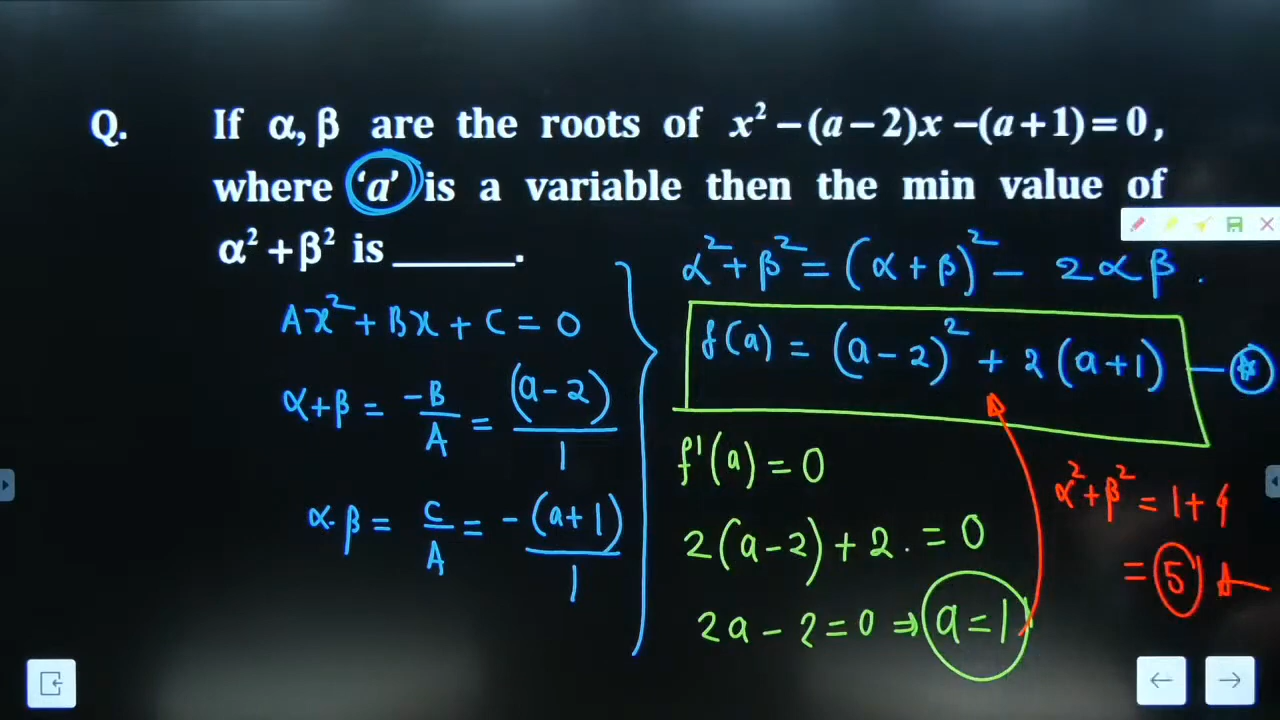 Q. If α, β are the roots of x² – (a – 2)x – (a + 1) = 0,
where 'a' is a variable then the min value of
α² + β² is ______.
Ax² + Bx + C = 0
α+β = -B/A = (a-2)/1
α·β = C/A = -(a+1)/1
α² + β² = (α + β)² - 2αβ.
f(a) = (a-2)² + 2(a+1) — *
f'(a) = 0
2(a-2) + 2. = 0
2a - 2 = 0 ⇒ a = 1
α² + β² = 1 + 4
= 5